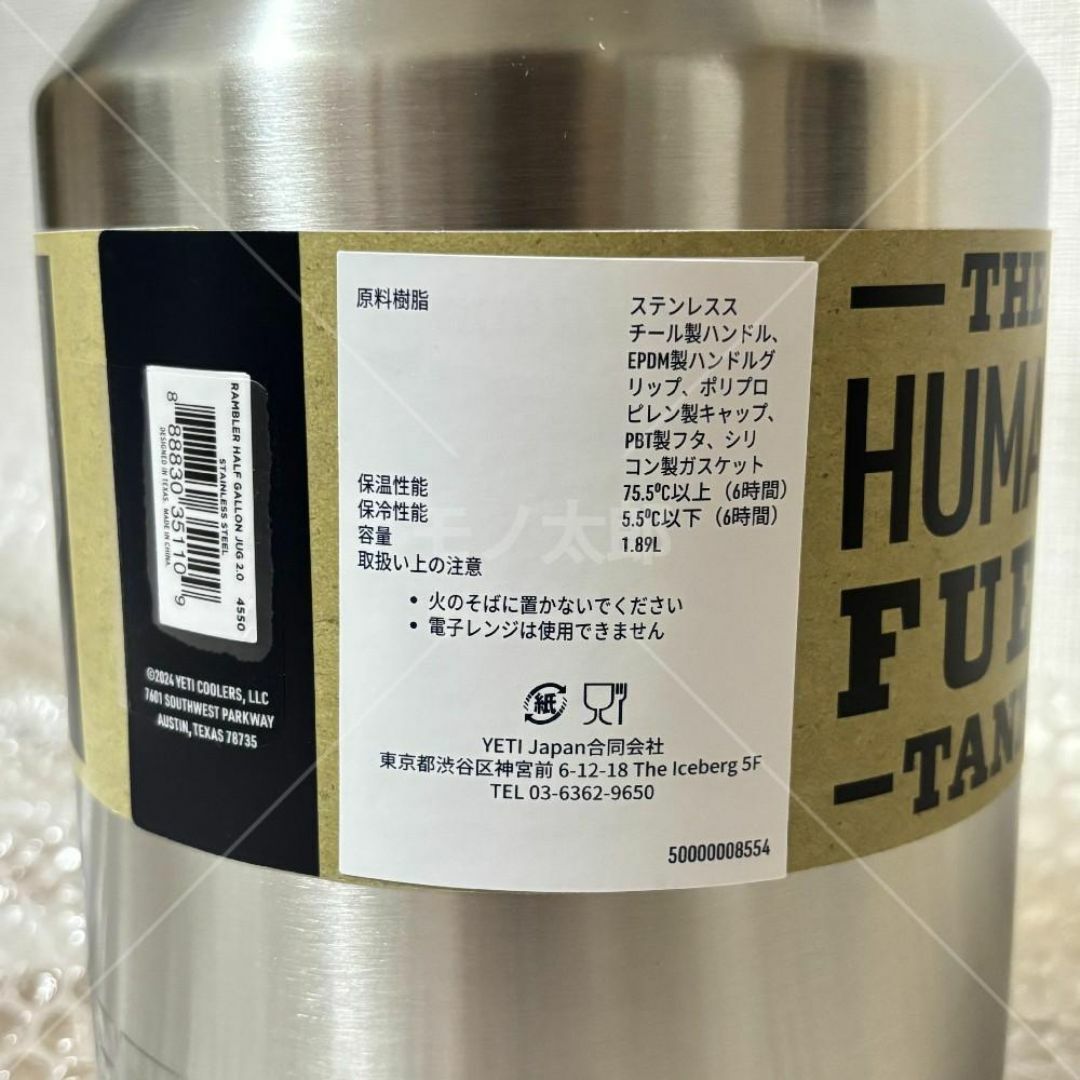 RAMBLER HALF GALLON JUG 2.0 4550
STAINLESS STEEL
8 88830 35110 9
DESIGNED IN TEXAS. MADE IN CHINA.
©2024 YETI COOLERS, LLC
7601 SOUTHWEST PARKWAY
AUSTIN, TEXAS 78735
原料樹脂
ステンレスス
チール製ハンドル、
EPDM製ハンドルグ
リップ、ポリプロ
ピレン製キャップ、
PBT製フタ、シリ
コン製ガスケット
保温性能 75.5⁰C以上（6時間）
保冷性能 5.5⁰C以下（6時間）
容量 1.89L
取扱い上の注意
• 火のそばに置かないでください
• 電子レンジは使用できません
紙
YETI Japan合同会社
東京都渋谷区神宮前 6-12-18 The Iceberg 5F
TEL 03-6362-9650
50000008554
THE
HUMA
FUE
TAN
モノ太郎